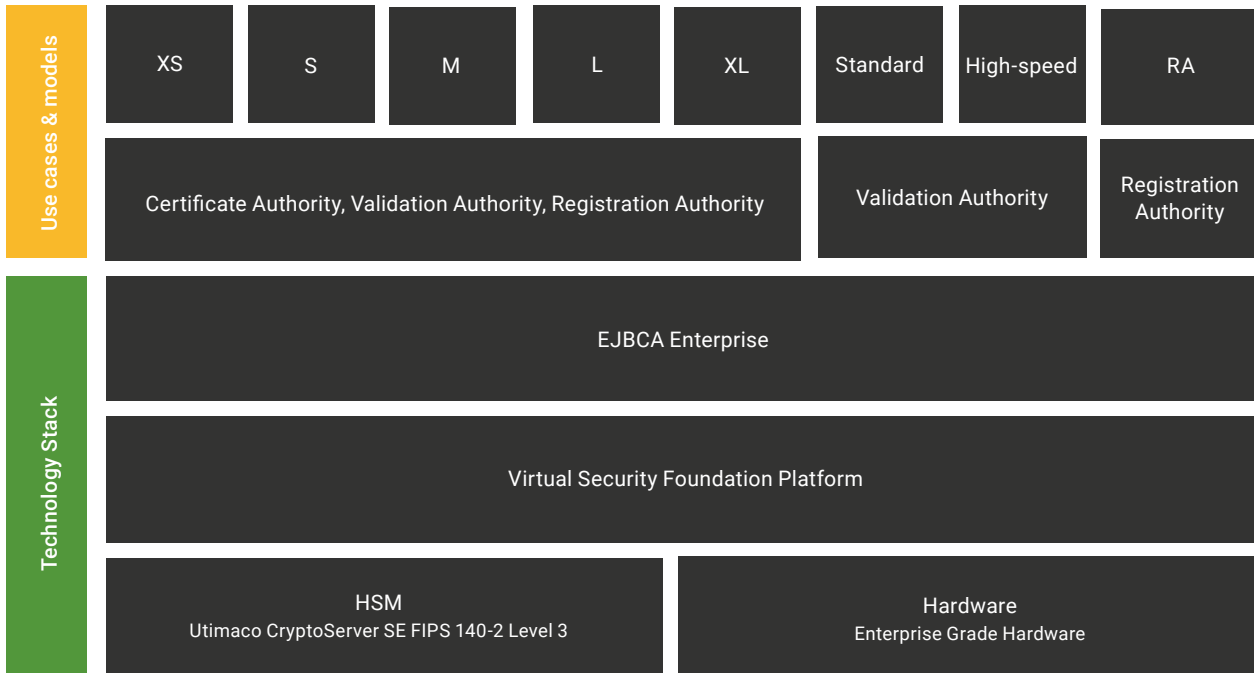 Use cases & models
XS
S
M
L
XL
Standard
High-speed
RA
Certificate Authority, Validation Authority, Registration Authority
Validation Authority
Registration
Authority
Technology Stack
EJBCA Enterprise
Virtual Security Foundation Platform
HSM
Utimaco CryptoServer SE FIPS 140-2 Level 3
Hardware
Enterprise Grade Hardware